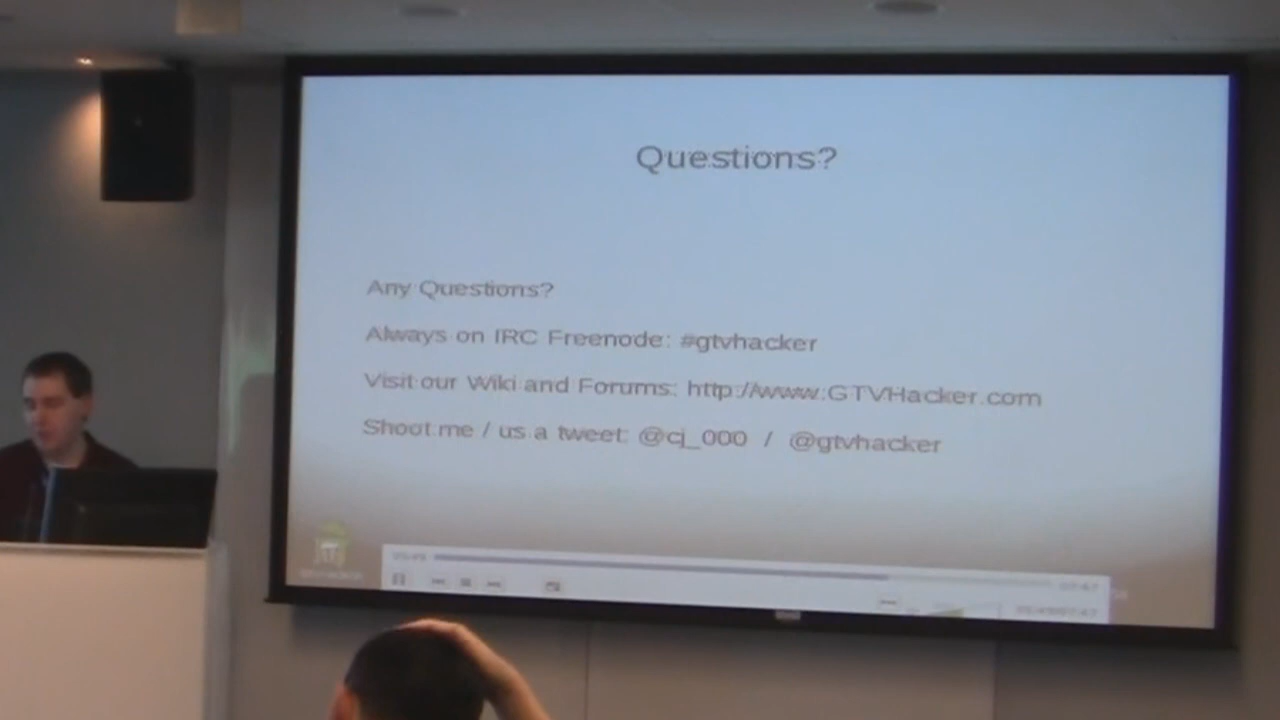 Questions?
Any Questions?
Always on IRC Freenode: #gtvhacker
Visit our Wiki and Forums: http://www.GTVHacker.com
Shoot me / us a tweet: @cj_000 / @gtvhacker